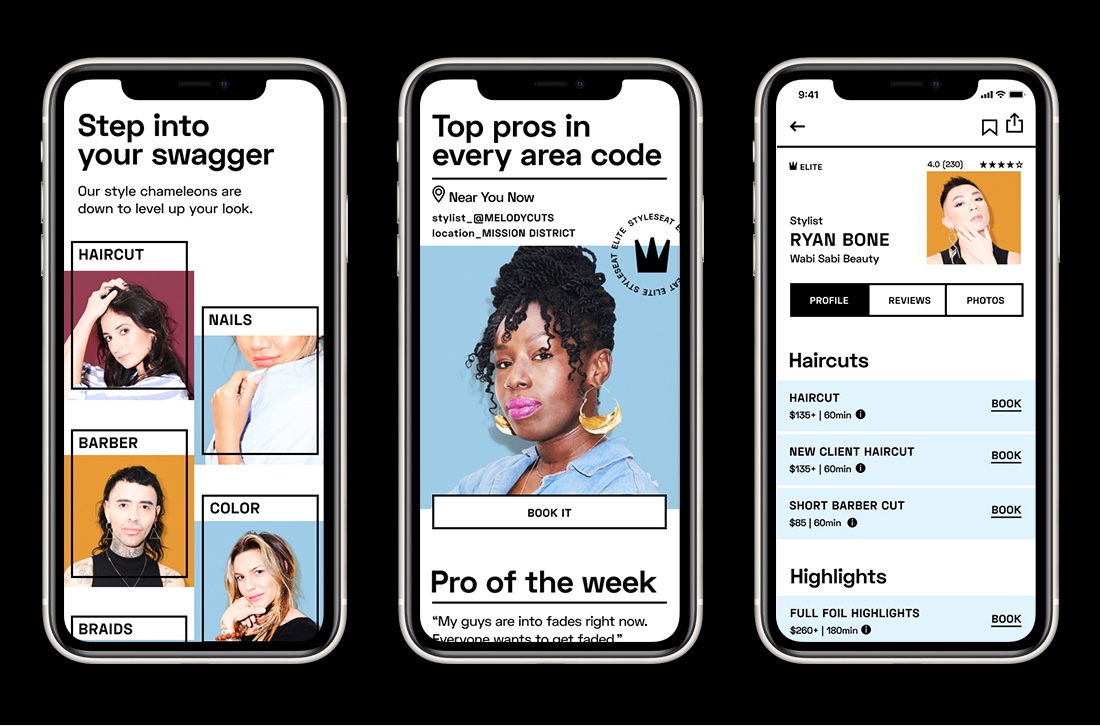 Step into
your swagger
Our style chameleons are
down to level up your look.
HAIRCUT
NAILS
BARBER
COLOR
BRAIDS
Top pros in
every area code
Near You Now
stylist_@MELODYCUTS
location_MISSION DISTRICT
STYLESEAT ELITE STYLESEAT ELITE
BOOK IT
Pro of the week
“My guys are into fades right now.
Everyone wants to get faded.”
9:41
ELITE
4.0 (230)
Stylist
RYAN BONE
Wabi Sabi Beauty
PROFILE
REVIEWS
PHOTOS
Haircuts
HAIRCUT
$135+ | 60min
BOOK
NEW CLIENT HAIRCUT
$135+ | 60min
BOOK
SHORT BARBER CUT
$85 | 60min
BOOK
Highlights
FULL FOIL HIGHLIGHTS
$260+ | 180min
BOOK